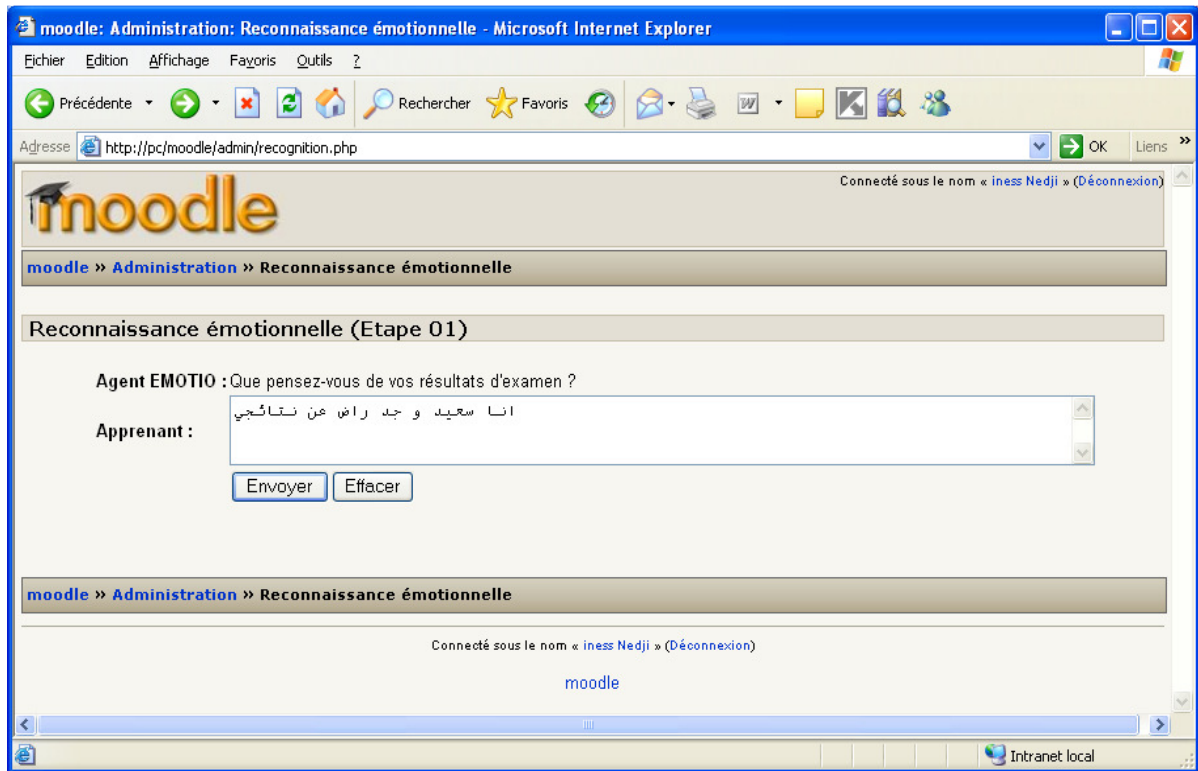 moodle: Administration: Reconnaissance émotionnelle - Microsoft Internet Explorer
Fichier Edition Affichage Favoris Outils ?
Précédente Rechercher Favoris
Adresse http://pc/moodle/admin/recognition.php OK Liens »
moodle
Connecté sous le nom « iness Nedji » (Déconnexion)
moodle » Administration » Reconnaissance émotionnelle
Reconnaissance émotionnelle (Etape 01)
Agent EMOTIO : Que pensez-vous de vos résultats d'examen ?
انا سعيد و جد راض عن نتائجي
Apprenant :
Envoyer Effacer
moodle » Administration » Reconnaissance émotionnelle
Connecté sous le nom « iness Nedji » (Déconnexion)
moodle
Intranet local